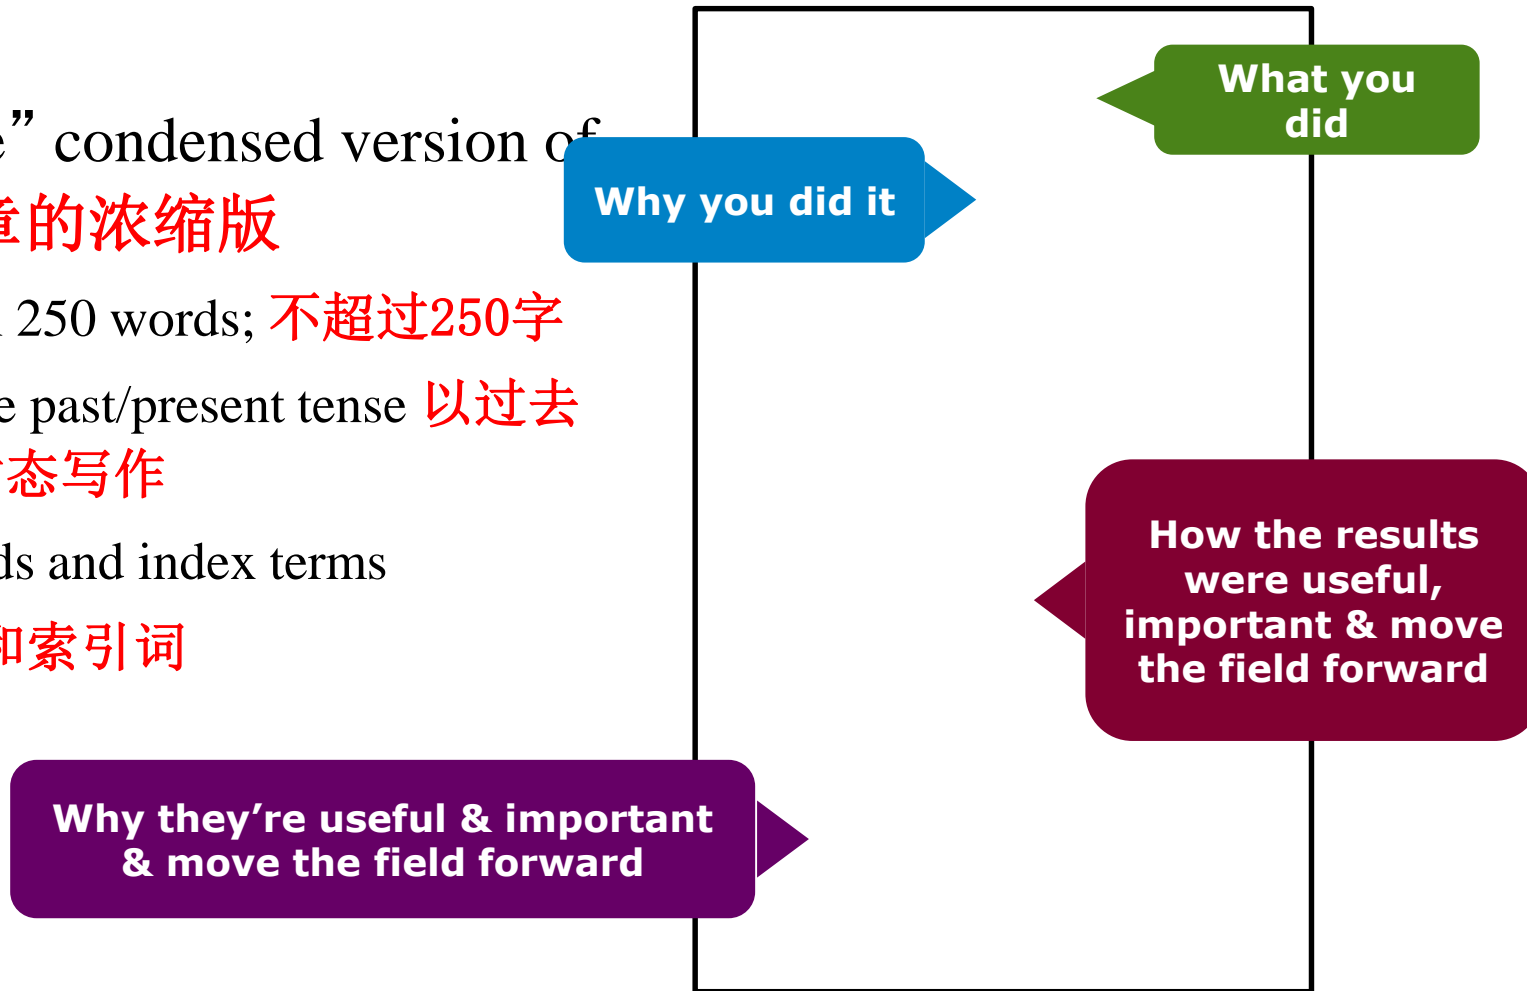 e” condensed version of
章的浓缩版
250 words; 不超过250字
e past/present tense 以过去
态写作
ds and index terms
和索引词
What you
did
Why you did it
How the results
were useful,
important & move
the field forward
Why they’re useful & important
& move the field forward